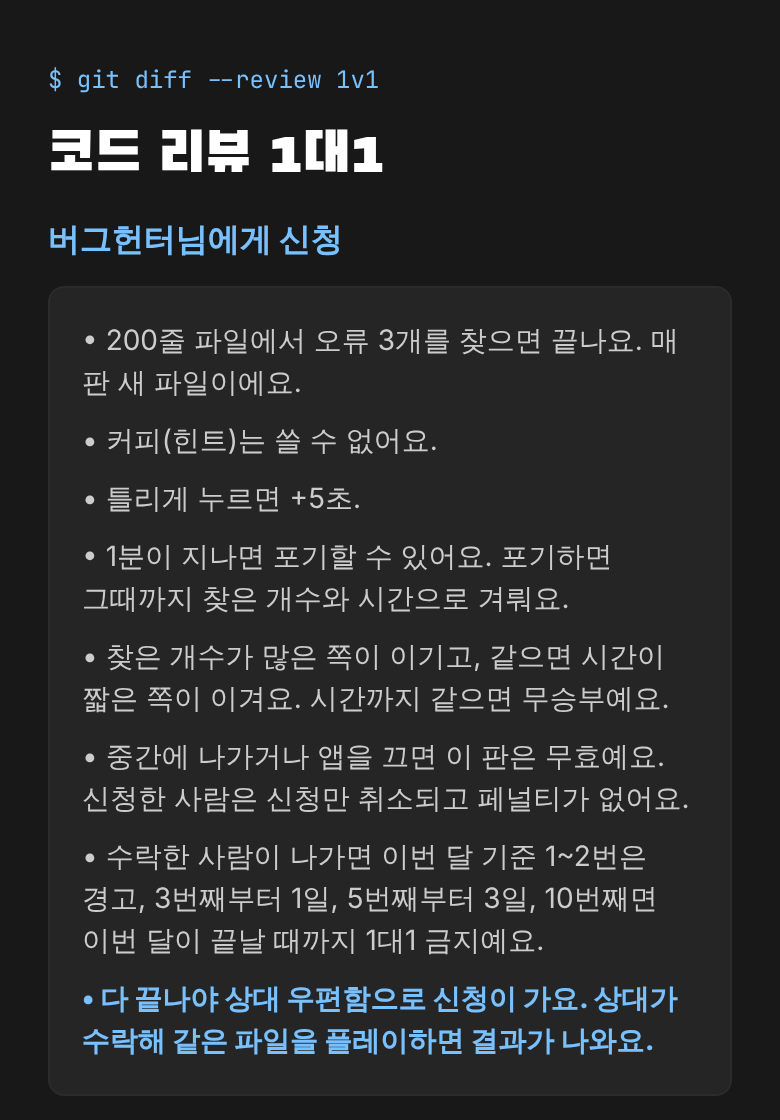 $ git diff --review 1v1
코드 리뷰 1대1
버그헌터님에게 신청
• 200줄 파일에서 오류 3개를 찾으면 끝나요. 매
판 새 파일이에요.
• 커피(힌트)는 쓸 수 없어요.
• 틀리게 누르면 +5초.
• 1분이 지나면 포기할 수 있어요. 포기하면
그때까지 찾은 개수와 시간으로 겨뤄요.
• 찾은 개수가 많은 쪽이 이기고, 같으면 시간이
짧은 쪽이 이겨요. 시간까지 같으면 무승부예요.
• 중간에 나가거나 앱을 끄면 이 판은 무효예요.
신청한 사람은 신청만 취소되고 페널티가 없어요.
• 수락한 사람이 나가면 이번 달 기준 1~2번은
경고, 3번째부터 1일, 5번째부터 3일, 10번째면
이번 달이 끝날 때까지 1대1 금지예요.
• 다 끝나야 상대 우편함으로 신청이 가요. 상대가
수락해 같은 파일을 플레이하면 결과가 나와요.